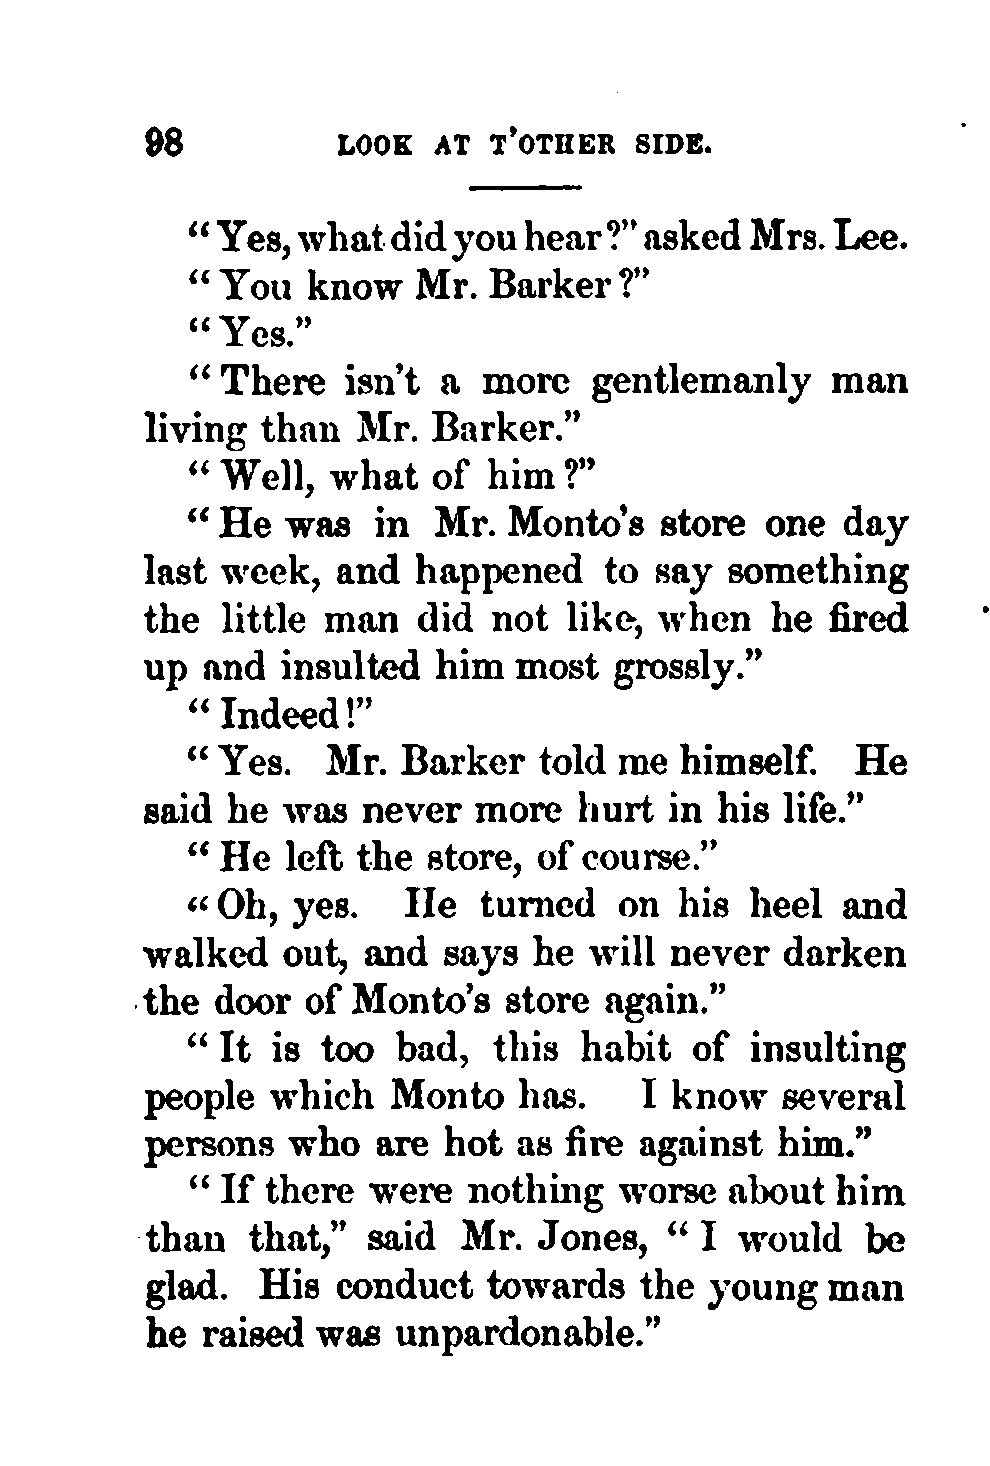 98 LOOK AT T'OTHER SIDE.
"Yes, what did you hear?" asked Mrs. Lee.
"You know Mr. Barker?"
"Yes."
"There isn't a more gentlemanly man
living than Mr. Barker."
"Well, what of him?"
"He was in Mr. Monto's store one day
last week, and happened to say something
the little man did not like, when he fired
up and insulted him most grossly."
"Indeed!"
"Yes. Mr. Barker told me himself. He
said he was never more hurt in his life."
"He left the store, of course."
"Oh, yes. He turned on his heel and
walked out, and says he will never darken
the door of Monto's store again."
"It is too bad, this habit of insulting
people which Monto has. I know several
persons who are hot as fire against him."
"If there were nothing worse about him
than that," said Mr. Jones, "I would be
glad. His conduct towards the young man
he raised was unpardonable."